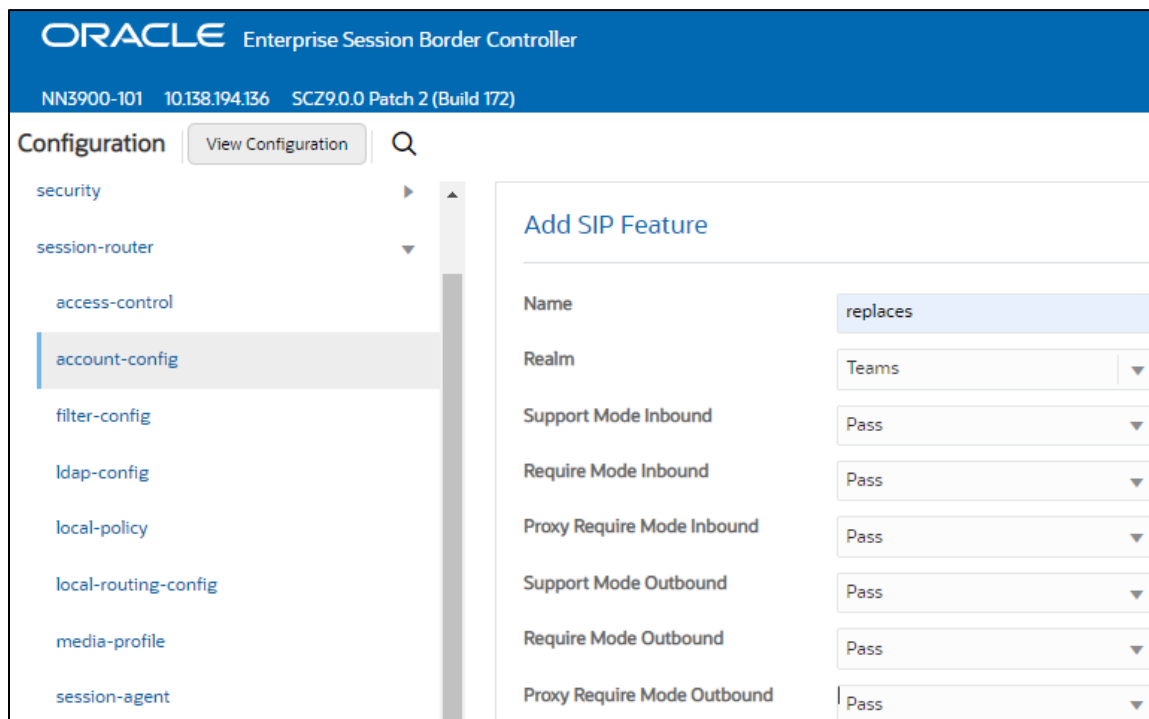 ORACLE Enterprise Session Border Controller
NN3900-101 10.138.194.136 SCZ9.0.0 Patch 2 (Build 172)
Configuration View Configuration
security
session-router
access-control
account-config
filter-config
ldap-config
local-policy
local-routing-config
media-profile
session-agent
Add SIP Feature
Name replaces
Realm Teams
Support Mode Inbound Pass
Require Mode Inbound Pass
Proxy Require Mode Inbound Pass
Support Mode Outbound Pass
Require Mode Outbound Pass
Proxy Require Mode Outbound Pass